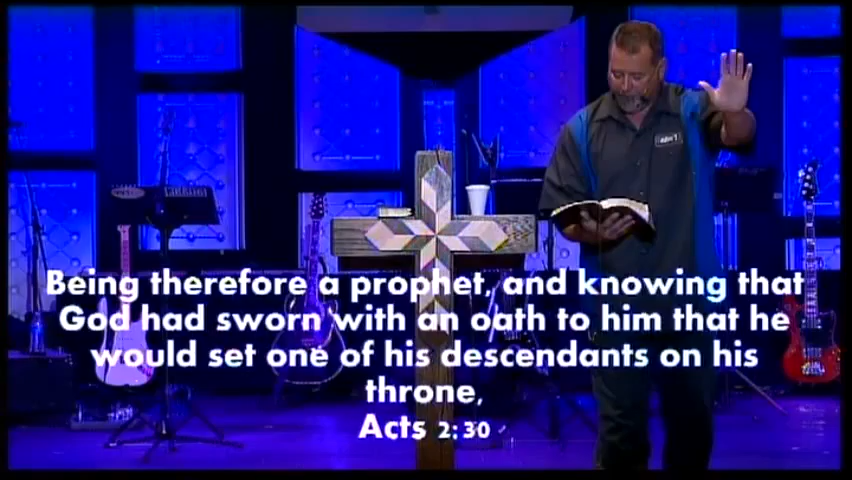 Being therefore a prophet, and knowing that
God had sworn with an oath to him that he
would set one of his descendants on his
throne,
Acts 2:30